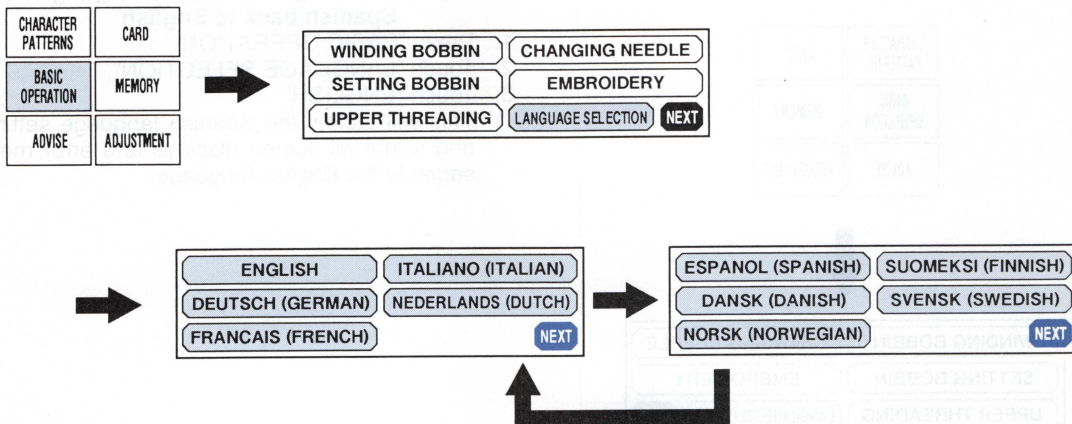 CHARACTER PATTERNS
CARD
BASIC OPERATION
MEMORY
ADVISE
ADJUSTMENT
WINDING BOBBIN
CHANGING NEEDLE
SETTING BOBBIN
EMBROIDERY
UPPER THREADING
LANGUAGE SELECTION
NEXT
ENGLISH
ITALIANO (ITALIAN)
DEUTSCH (GERMAN)
NEDERLANDS (DUTCH)
FRANCAIS (FRENCH)
NEXT
ESPANOL (SPANISH)
SUOMEKSI (FINNISH)
DANSK (DANISH)
SVENSK (SWEDISH)
NORSK (NORWEGIAN)
NEXT